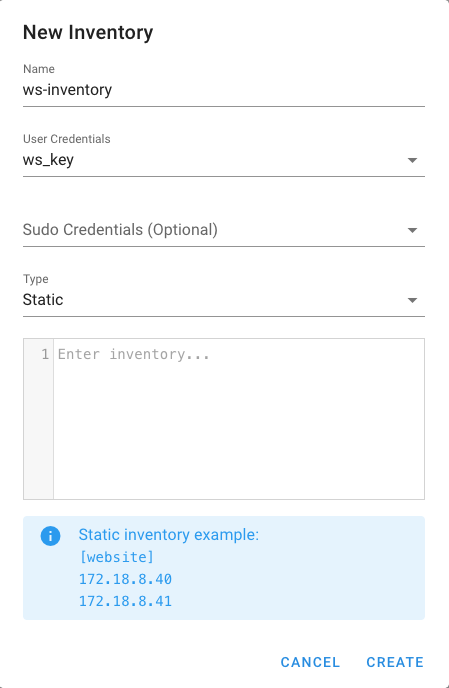 New Inventory
Name
ws-inventory
User Credentials
ws_key
Sudo Credentials (Optional)
Type
Static
1 Enter inventory...
Static inventory example:
[website]
172.18.8.40
172.18.8.41
CANCEL CREATE